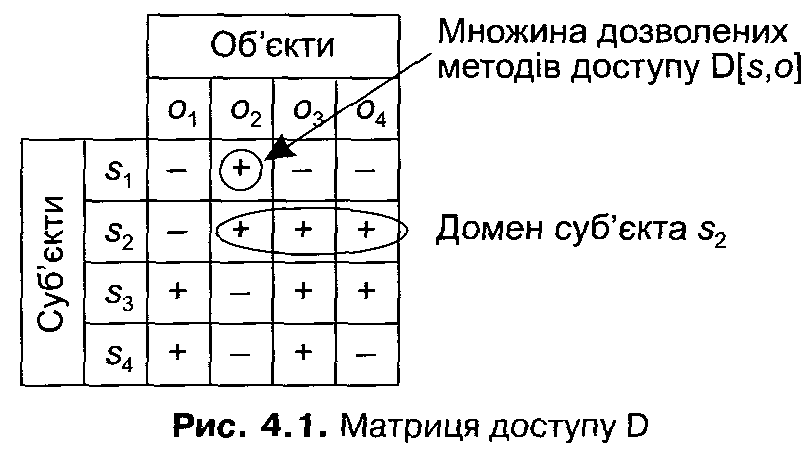 Об’єкти
Множина дозволених
методів доступу D[s,o]
o₁ o₂ o₃ o₄
Суб’єкти
s₁ – + – –
s₂ – + + +
Домен суб’єкта s₂
s₃ + – + +
s₄ + – + –
Рис. 4.1. Матриця доступу D